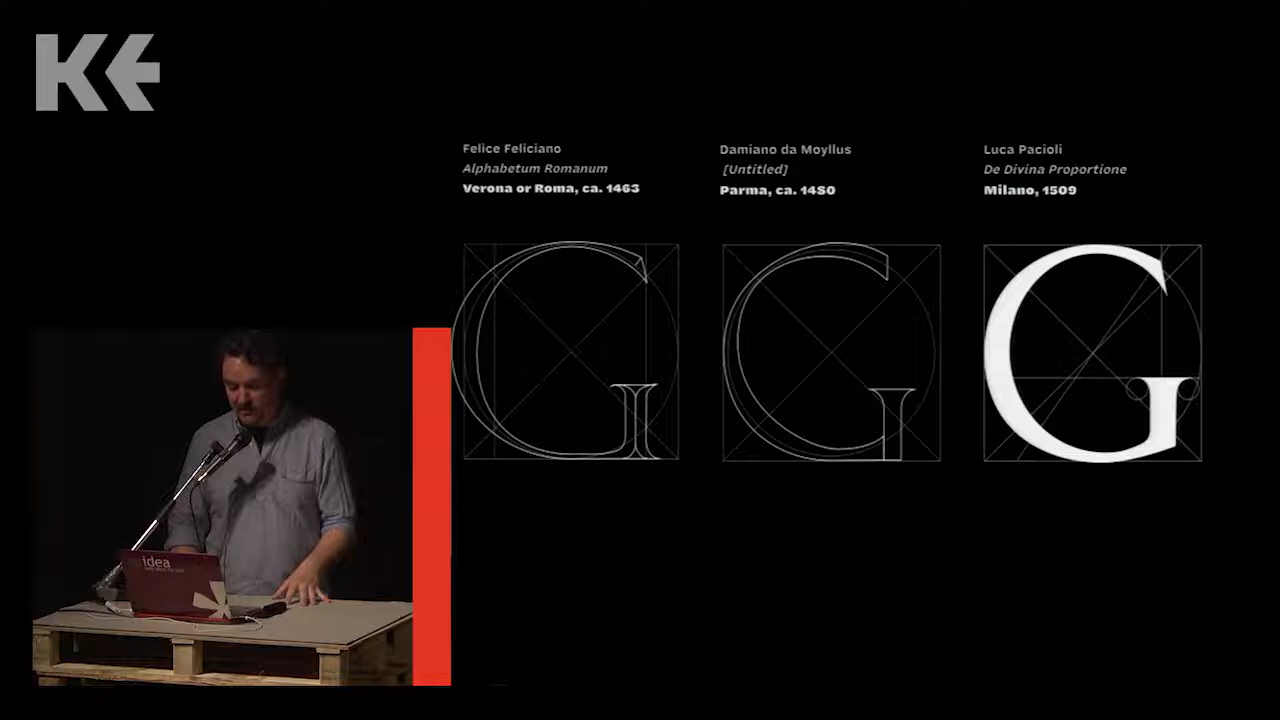 KE
Felice Feliciano
Alphabetum Romanum
Verona or Roma, ca. 1463
Damiano da Moyllus
[Untitled]
Parma, ca. 1480
Luca Pacioli
De Divina Proportione
Milano, 1509
G G G
idea